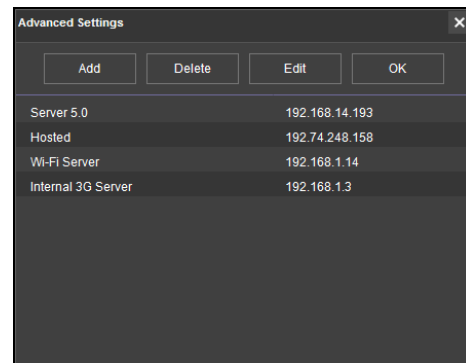 Advanced Settings
Add Delete Edit OK
Server 5.0 192.168.14.193
Hosted 192.74.248.158
Wi-Fi Server 192.168.1.14
Internal 3G Server 192.168.1.3